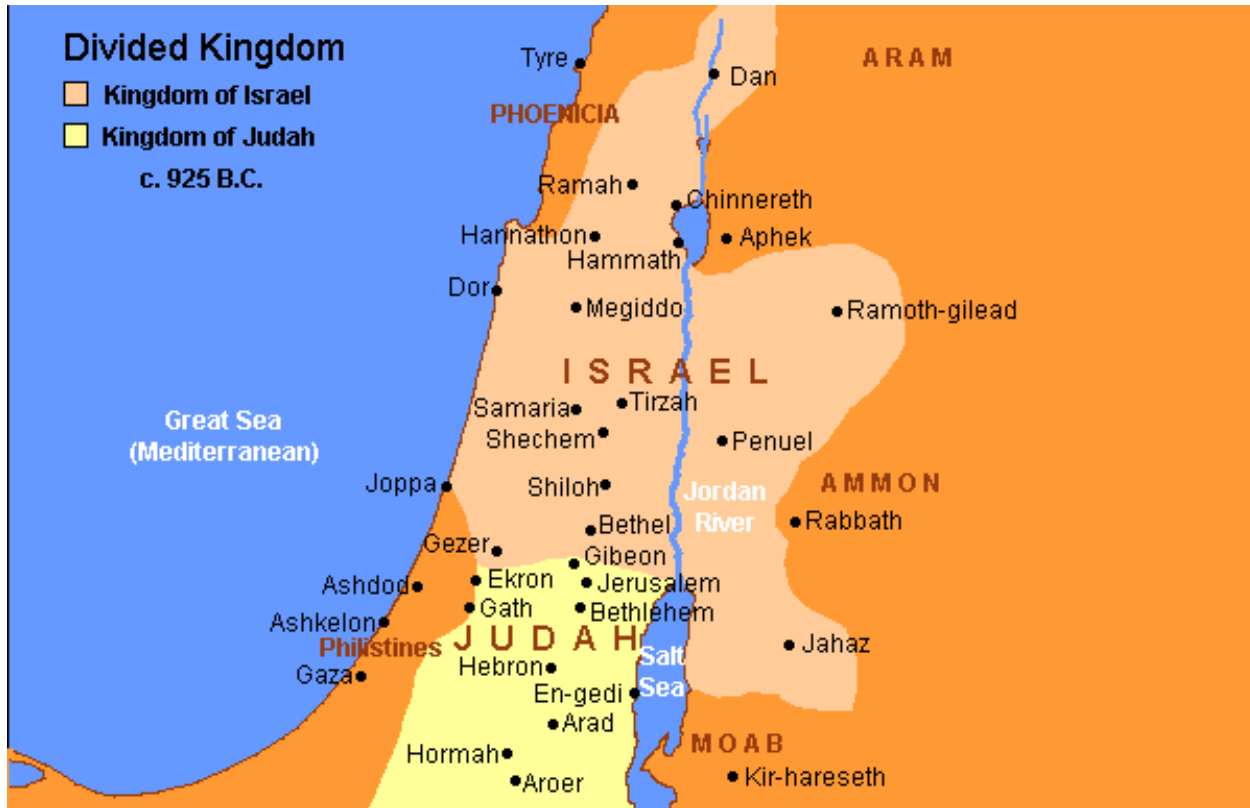 Divided Kingdom
Kingdom of Israel
Kingdom of Judah
c. 925 B.C.
Tyre
Dan
ARAM
PHOENICIA
Ramah
Chinnereth
Hannathon
Aphek
Hammath
Dor
Megiddo
Ramoth-gilead
ISRAEL
Samaria
Tirzah
Great Sea
(Mediterranean)
Shechem
Penuel
Joppa
Shiloh
Jordan
River
AMMON
Rabbath
Bethel
Gezer
Gibeon
Ashdod
Ekron
Jerusalem
Gath
Bethlehem
Ashkelon
Philistines
JUDAH
Jahaz
Salt
Sea
Gaza
Hebron
En-gedi
Arad
Hormah
MOAB
Aroer
Kir-hareseth